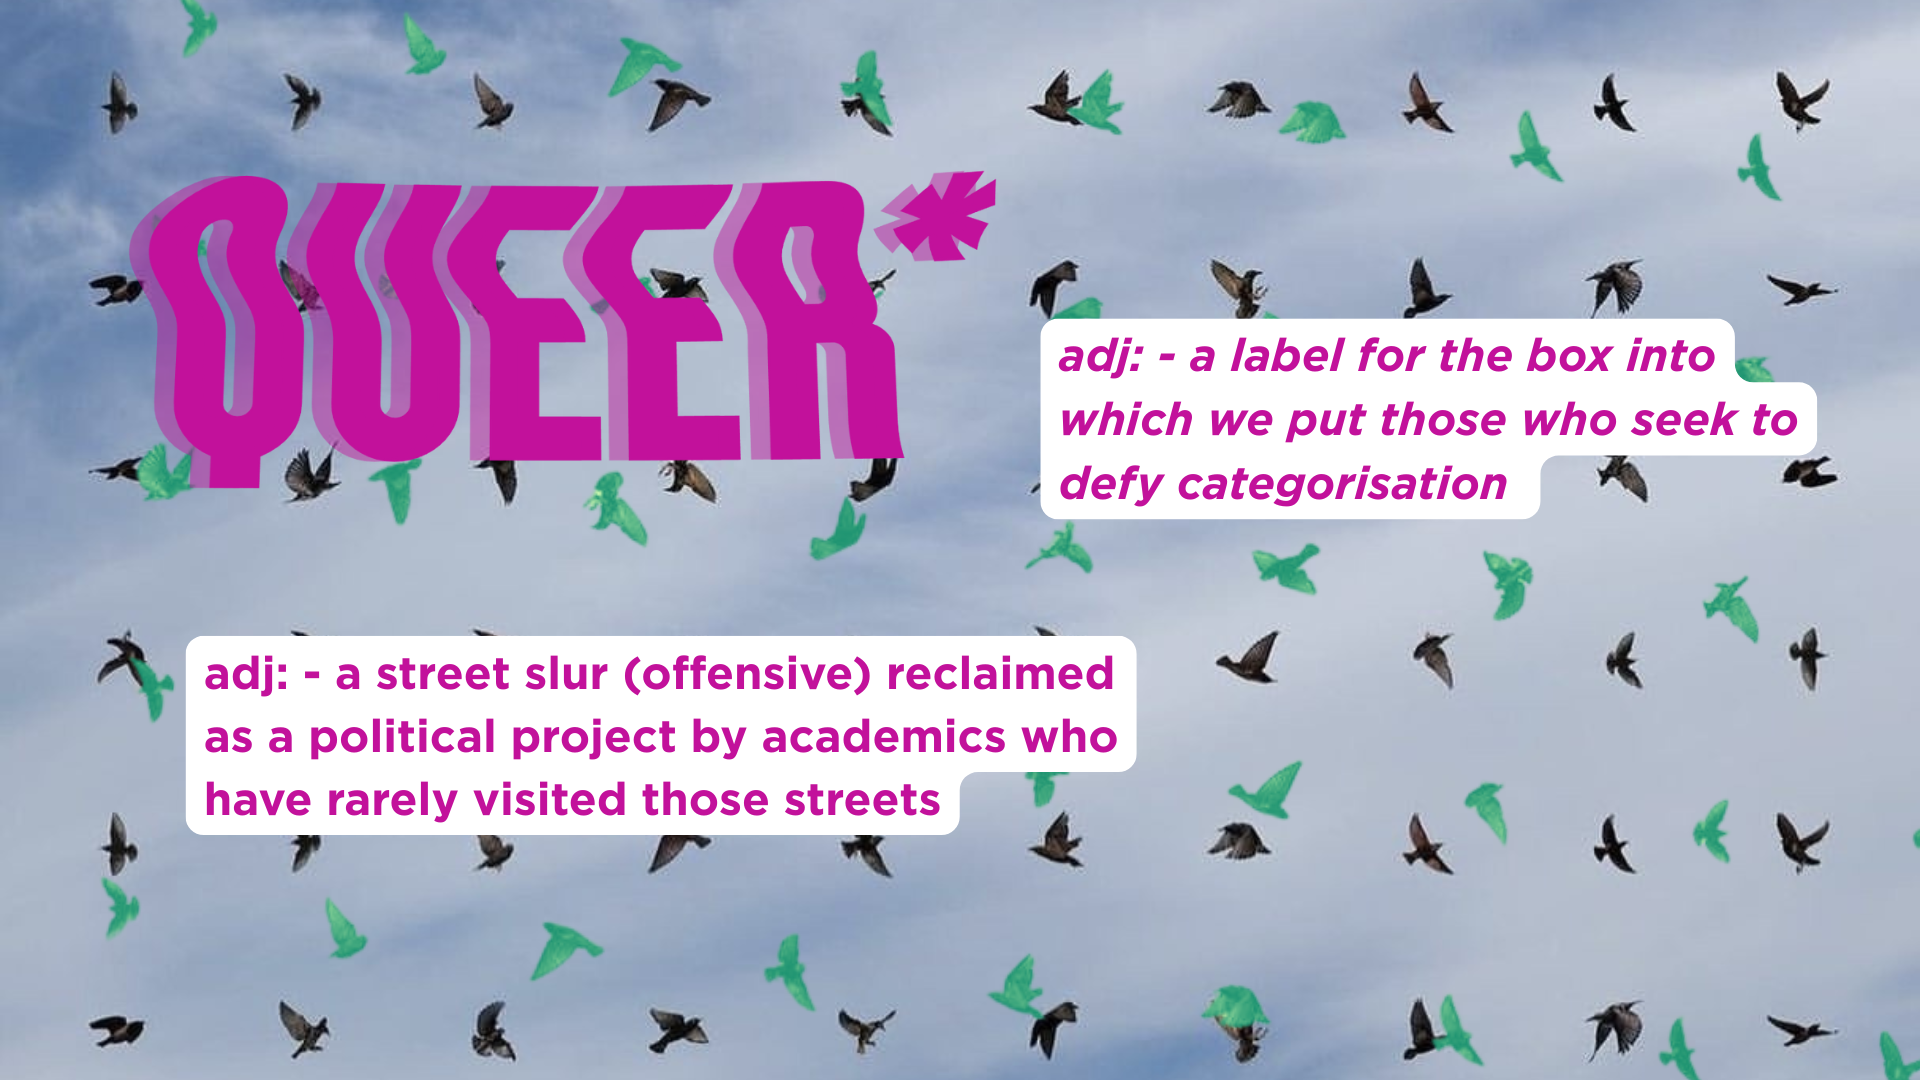 QUEER*
adj: - a label for the box into
which we put those who seek to
defy categorisation
adj: - a street slur (offensive) reclaimed
as a political project by academics who
have rarely visited those streets